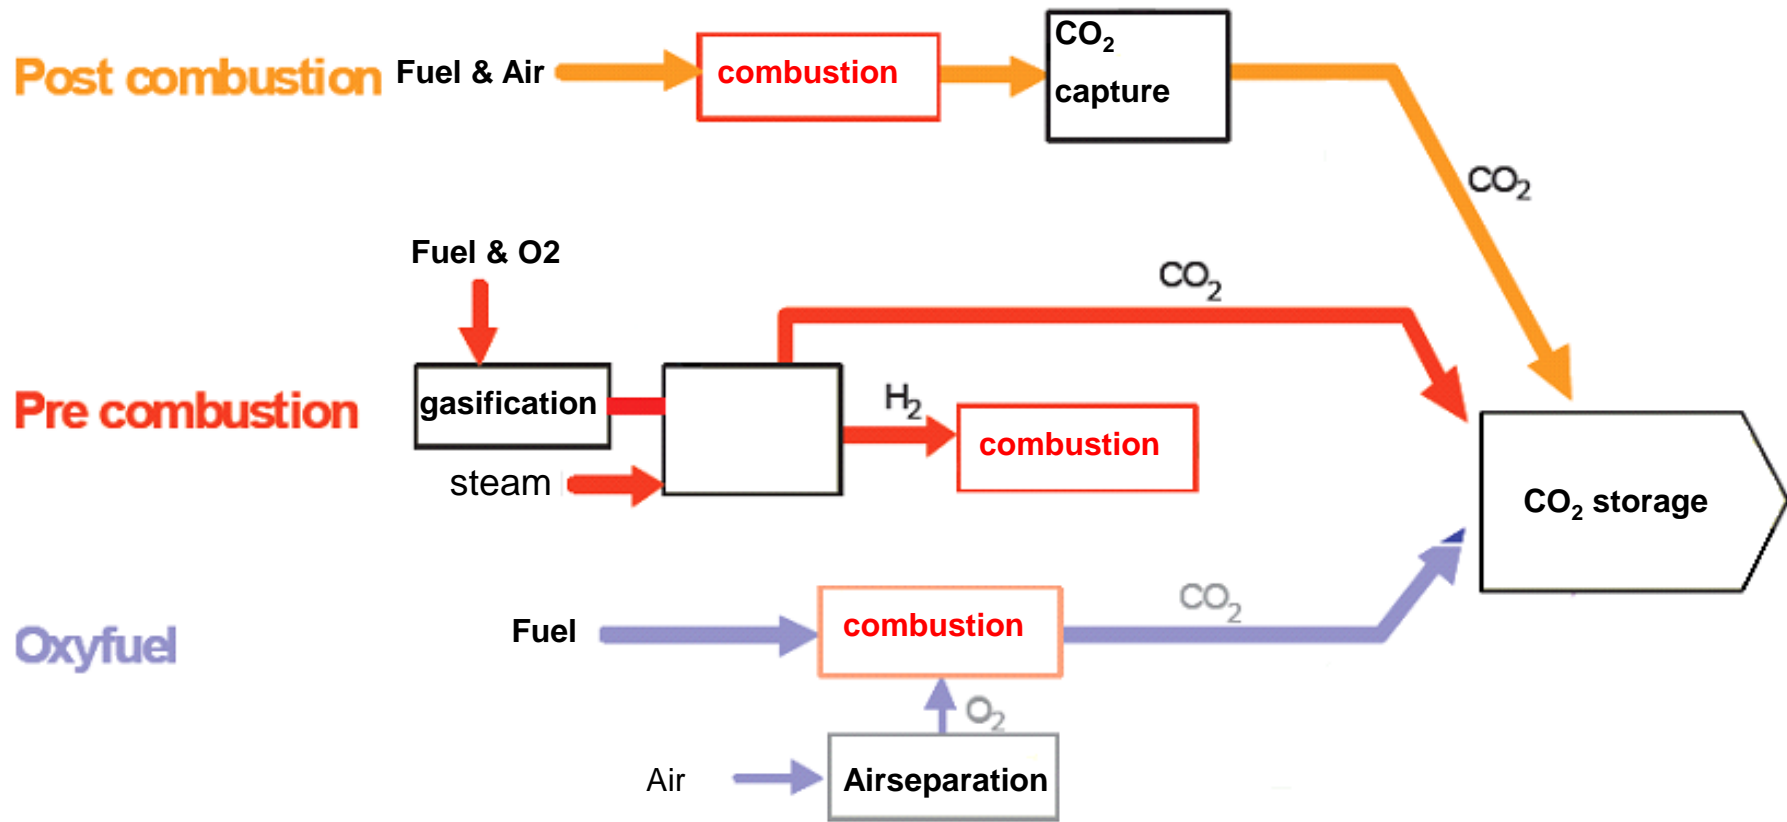 Post combustion
Fuel & Air
combustion
CO₂
capture
CO₂
Fuel & O2
CO₂
Pre combustion
gasification
H₂
combustion
steam
CO₂ storage
Oxyfuel
Fuel
combustion
CO₂
O₂
Air
Airseparation